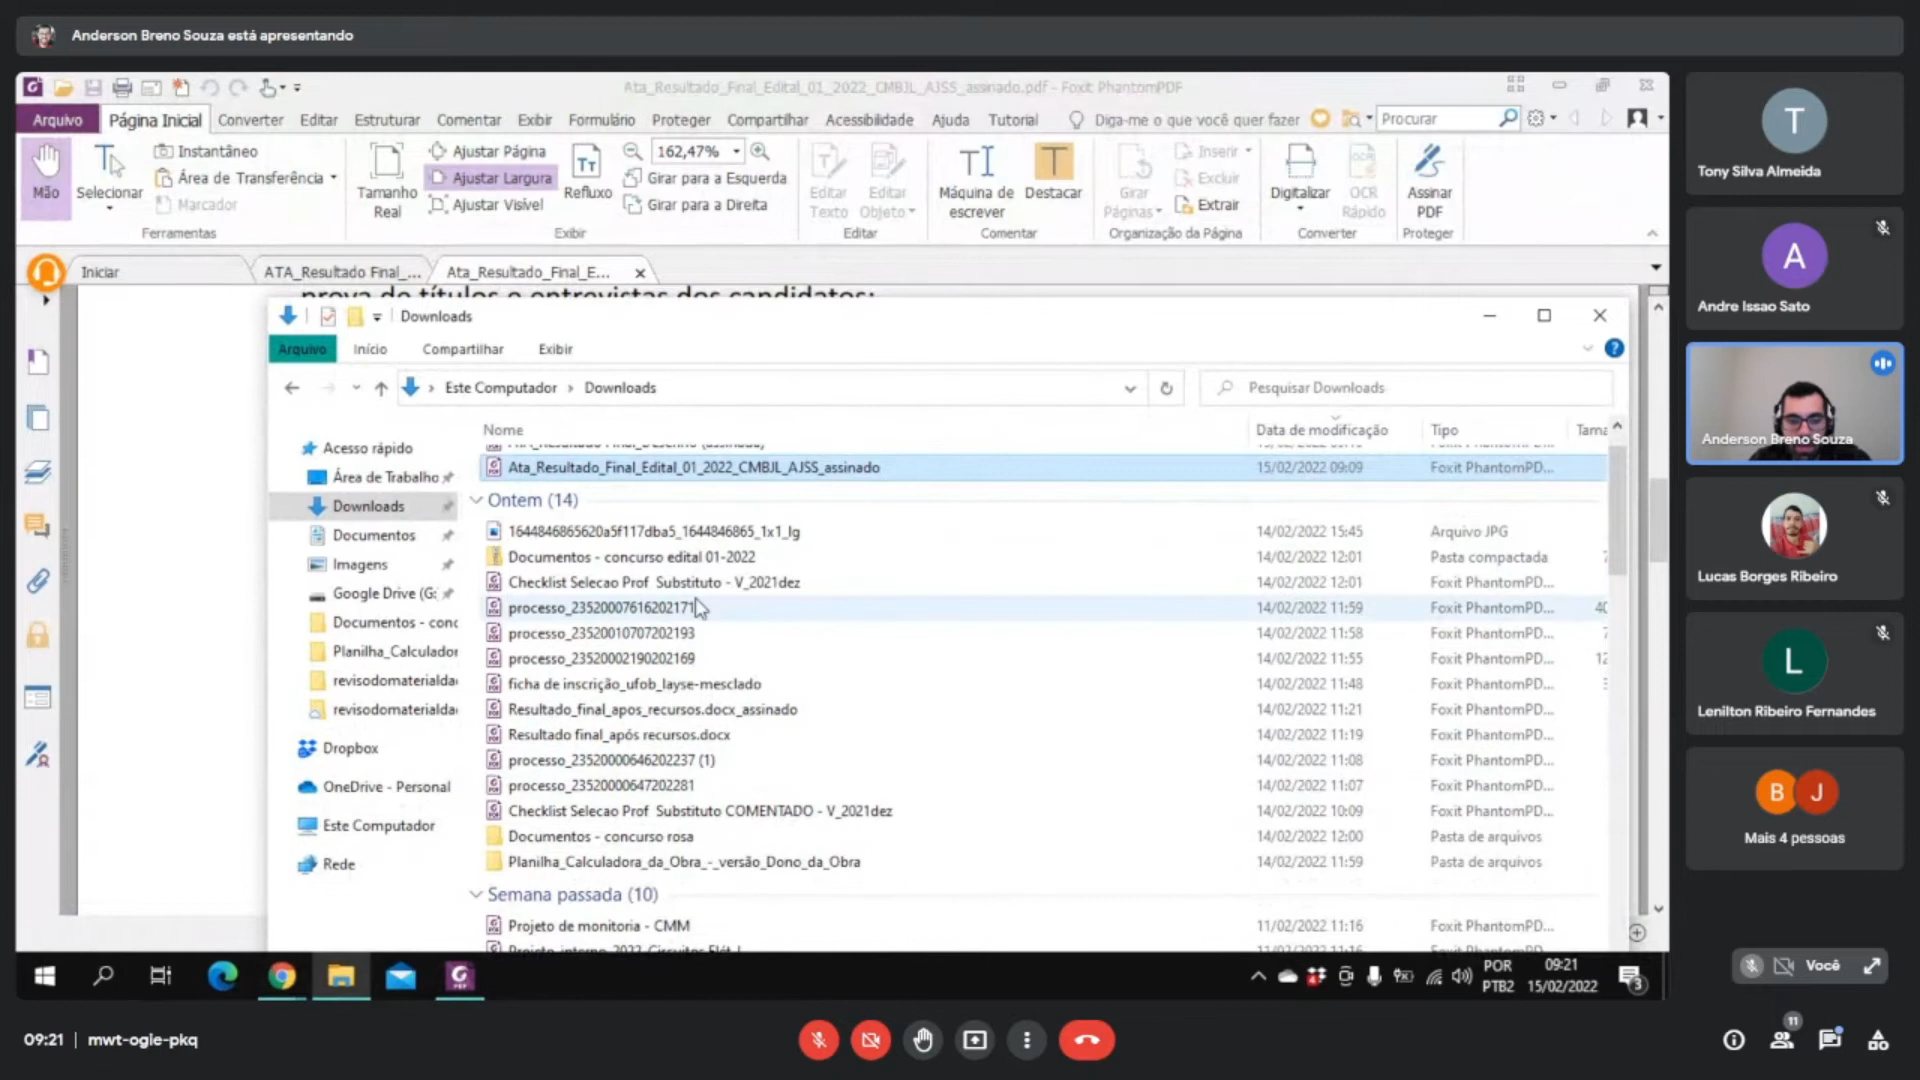 Anderson Breno Souza está apresentando
Ata_Resultado_Final_Edital_01_2022_CMBJL_AJSS_assinado.pdf - Foxit PhantomPDF
Arquivo Página Inicial Converter Editar Estruturar Comentar Exibir Formulário Proteger Compartilhar Acessibilidade Ajuda Tutorial Diga-me o que você quer fazer Procurar
Mão
Selecionar
Instantâneo
Área de Transferência
Marcador
Ferramentas
Tamanho
Real
Ajustar Página
Ajustar Largura
Ajustar Visível
Refluxo
162,47%
Girar para a Esquerda
Girar para a Direita
Exibir
Editar
Texto
Editar
Objeto
Editar
Máquina de
escrever
Destacar
Comentar
Girar
Páginas
Inserir
Excluir
Extrair
Organização da Página
Digitalizar
OCR
Rápido
Converter
Assinar
PDF
Proteger
Iniciar
ATA_Resultado Final_...
Ata_Resultado_Final_E...
prova de títulos e entrevistas dos candidatos:
Downloads
Arquivo Início Compartilhar Exibir
Este Computador Downloads
Pesquisar Downloads
Nome Data de modificação Tipo Tama
Acesso rápido
Área de Trabalho
Downloads
Documentos
Imagens
Google Drive (G:
Documentos - conc
Planilha_Calculador
revisodomaterialda
revisodomaterialda
Dropbox
OneDrive - Personal
Este Computador
Rede
Ata_Resultado_Final_Edital_01_2022_CMBJL_AJSS_assinado 15/02/2022 09:09 Foxit PhantomPD...
Ontem (14)
1644846865620a5f117dba5_1644846865_1x1_lg 14/02/2022 15:45 Arquivo JPG
Documentos - concurso edital 01-2022 14/02/2022 12:01 Pasta compactada
Checklist Selecao Prof Substituto - V_2021dez 14/02/2022 12:01 Foxit PhantomPD...
processo_23520007616202171 14/02/2022 11:59 Foxit PhantomPD... 40
processo_23520010707202193 14/02/2022 11:58 Foxit PhantomPD...
processo_23520002190202169 14/02/2022 11:55 Foxit PhantomPD... 12
ficha de inscrição_ufob_layse-mesclado 14/02/2022 11:48 Foxit PhantomPD...
Resultado_final_apos_recursos.docx_assinado 14/02/2022 11:21 Foxit PhantomPD...
Resultado final_após recursos.docx 14/02/2022 11:19 Foxit PhantomPD...
processo_23520000646202237 (1) 14/02/2022 11:08 Foxit PhantomPD...
processo_23520000647202281 14/02/2022 11:07 Foxit PhantomPD...
Checklist Selecao Prof Substituto COMENTADO - V_2021dez 14/02/2022 10:09 Foxit PhantomPD...
Documentos - concurso rosa 14/02/2022 12:00 Pasta de arquivos
Planilha_Calculadora_da_Obra_-_versão_Dono_da_Obra 14/02/2022 11:59 Pasta de arquivos
Semana passada (10)
Projeto de monitoria - CMM 11/02/2022 11:16 Foxit PhantomPD...
POR
PTB2
09:21
15/02/2022
3
T
Tony Silva Almeida
A
Andre Issao Sato
Anderson Breno Souza
Lucas Borges Ribeiro
L
Lenilton Ribeiro Fernandes
B J
Mais 4 pessoas
Você
09:21 | mwt-ogie-pkq
11